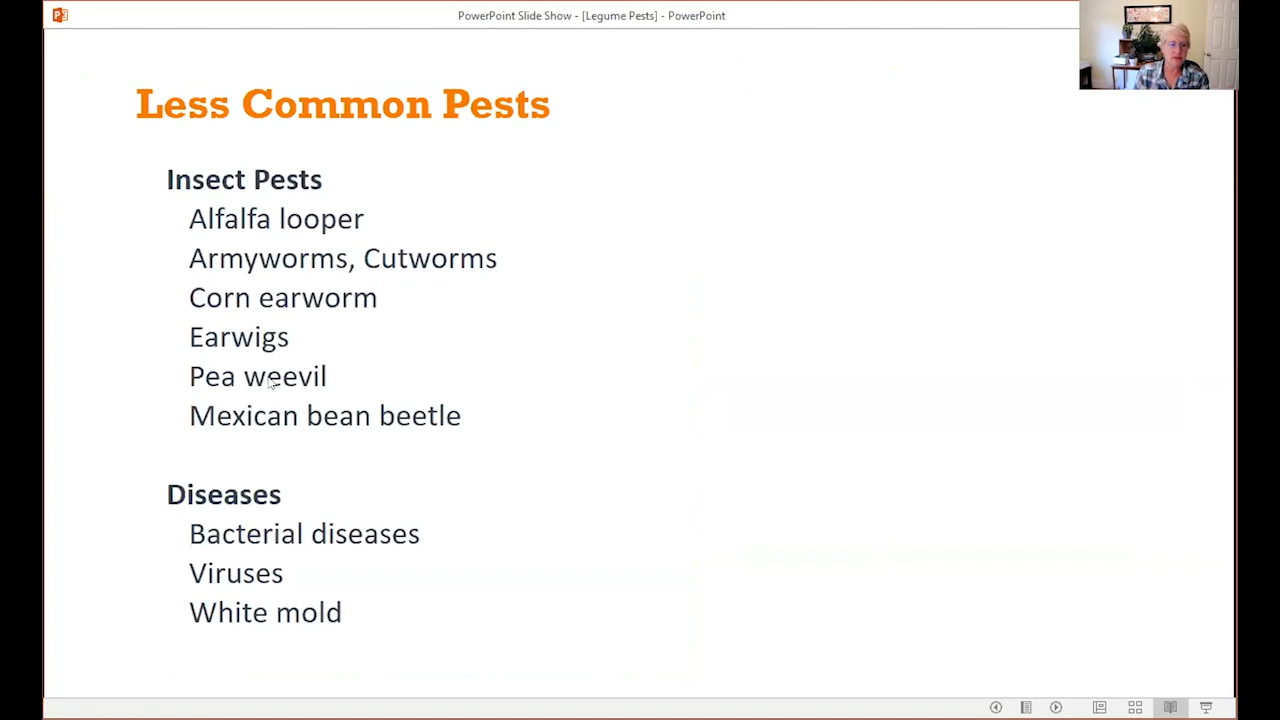 PowerPoint Slide Show - [Legume Pests] - PowerPoint
Less Common Pests
Insect Pests
Alfalfa looper
Armyworms, Cutworms
Corn earworm
Earwigs
Pea weevil
Mexican bean beetle
Diseases
Bacterial diseases
Viruses
White mold